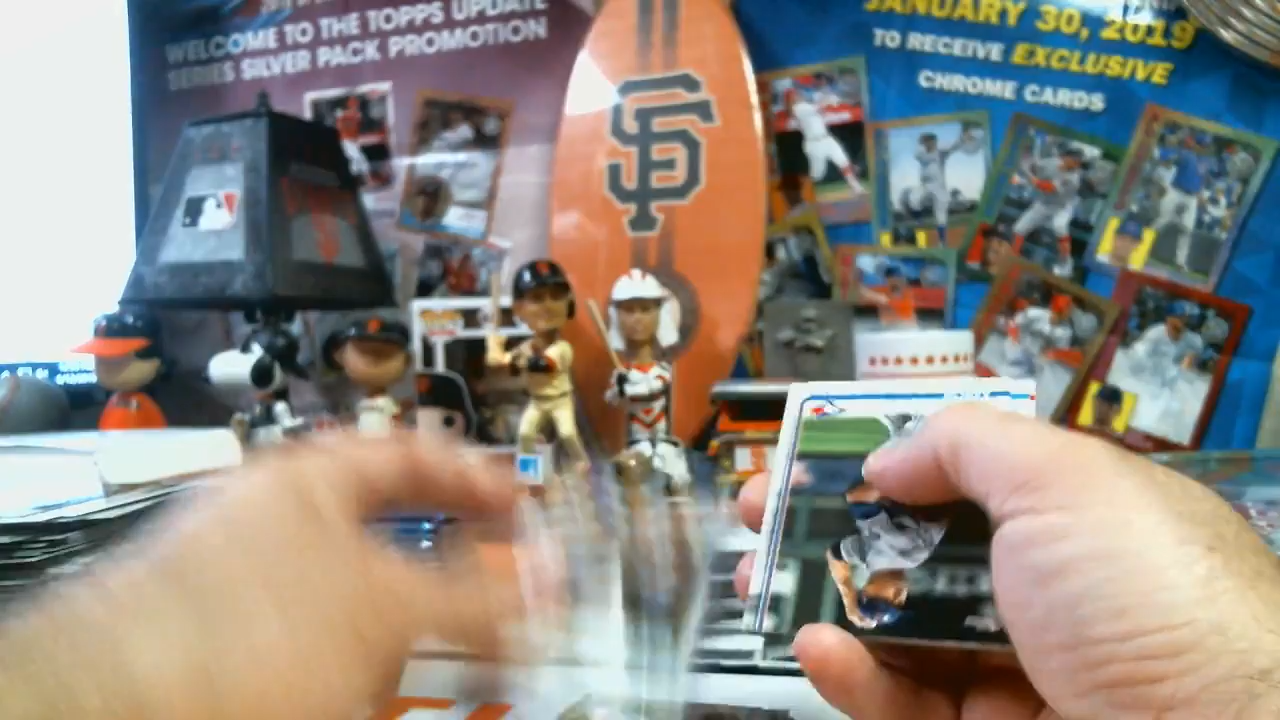 WELCOME TO THE TOPPS UPDATE
SERIES SILVER PACK PROMOTION
JANUARY 30, 2019
TO RECEIVE EXCLUSIVE
CHROME CARDS
SF